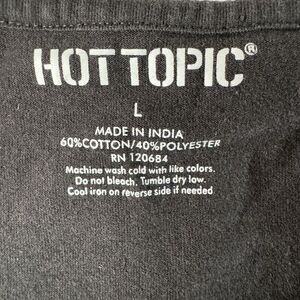 HOT TOPIC®
L
MADE IN INDIA
60%COTTON/40%POLYESTER
RN 120684
Machine wash cold with like colors.
Do not bleach. Tumble dry low.
Cool iron on reverse side if needed